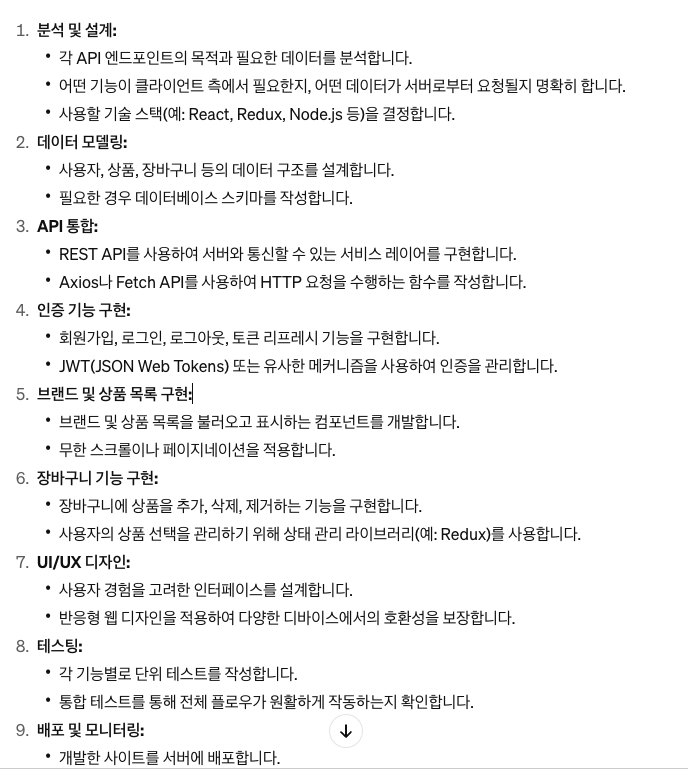 1. 분석 및 설계:
• 각 API 엔드포인트의 목적과 필요한 데이터를 분석합니다.
• 어떤 기능이 클라이언트 측에서 필요한지, 어떤 데이터가 서버로부터 요청될지 명확히 합니다.
• 사용할 기술 스택(예: React, Redux, Node.js 등)을 결정합니다.
2. 데이터 모델링:
• 사용자, 상품, 장바구니 등의 데이터 구조를 설계합니다.
• 필요한 경우 데이터베이스 스키마를 작성합니다.
3. API 통합:
• REST API를 사용하여 서버와 통신할 수 있는 서비스 레이어를 구현합니다.
• Axios나 Fetch API를 사용하여 HTTP 요청을 수행하는 함수를 작성합니다.
4. 인증 기능 구현:
• 회원가입, 로그인, 로그아웃, 토큰 리프레시 기능을 구현합니다.
• JWT(JSON Web Tokens) 또는 유사한 메커니즘을 사용하여 인증을 관리합니다.
5. 브랜드 및 상품 목록 구현:
• 브랜드 및 상품 목록을 불러오고 표시하는 컴포넌트를 개발합니다.
• 무한 스크롤이나 페이지네이션을 적용합니다.
6. 장바구니 기능 구현:
• 장바구니에 상품을 추가, 삭제, 제거하는 기능을 구현합니다.
• 사용자의 상품 선택을 관리하기 위해 상태 관리 라이브러리(예: Redux)를 사용합니다.
7. UI/UX 디자인:
• 사용자 경험을 고려한 인터페이스를 설계합니다.
• 반응형 웹 디자인을 적용하여 다양한 디바이스에서의 호환성을 보장합니다.
8. 테스팅:
• 각 기능별로 단위 테스트를 작성합니다.
• 통합 테스트를 통해 전체 플로우가 원활하게 작동하는지 확인합니다.
9. 배포 및 모니터링:
• 개발한 사이트를 서버에 배포합니다.